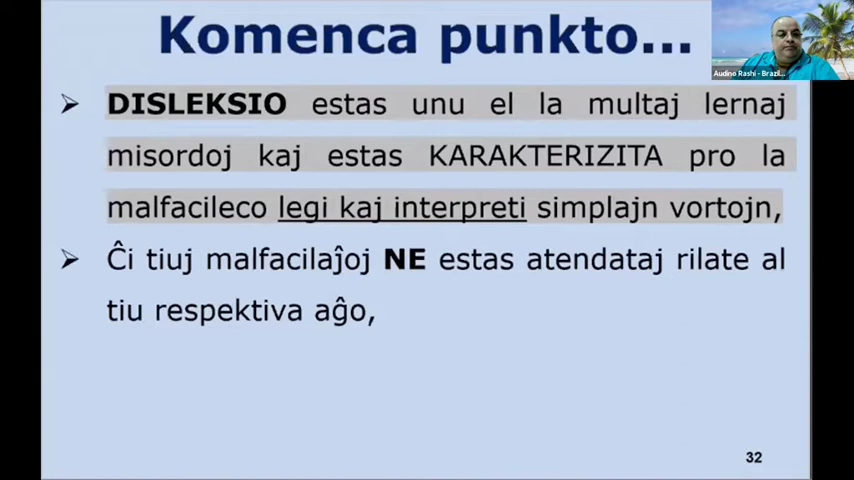 Komenca punkto...
Audino Rashi - Brazil...
➢ DISLEKSIO estas unu el la multaj lernaj
misordoj kaj estas KARAKTERIZITA pro la
malfacileco legi kaj interpreti simplajn vortojn,
➢ Ĉi tiuj malfacilaĵoj NE estas atendataj rilate al
tiu respektiva aĝo,
32